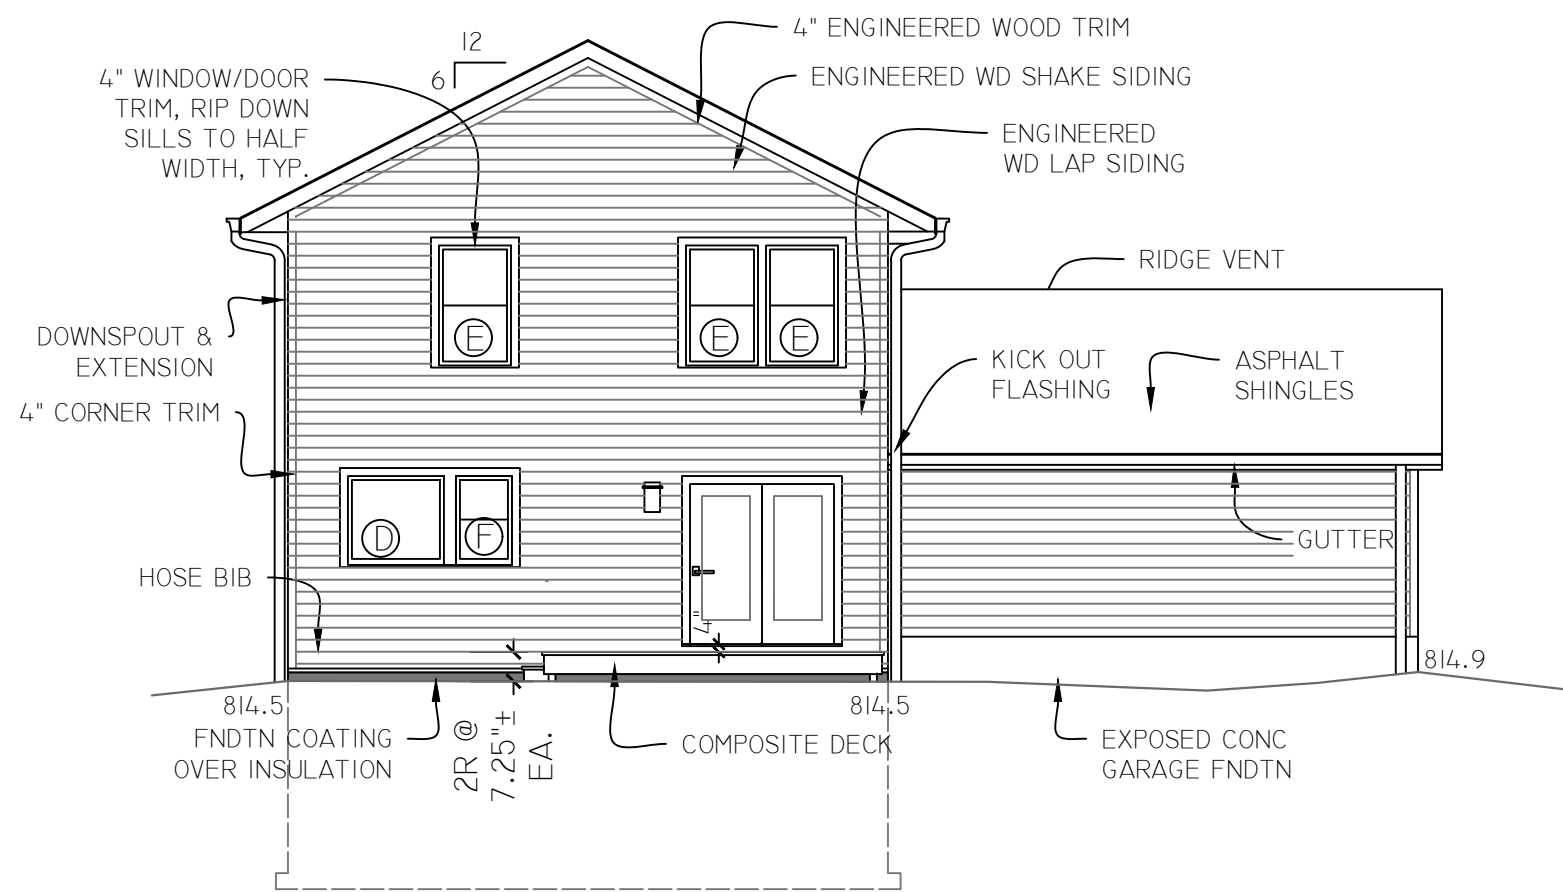 12
6
4" ENGINEERED WOOD TRIM
4" WINDOW/DOOR
TRIM, RIP DOWN
SILLS TO HALF
WIDTH, TYP.
ENGINEERED WD SHAKE SIDING
ENGINEERED
WD LAP SIDING
RIDGE VENT
DOWNSPOUT &
EXTENSION
E
E
E
KICK OUT
FLASHING
ASPHALT
SHINGLES
4" CORNER TRIM
D
F
GUTTER
HOSE BIB
4"
814.9
814.5
814.5
FNDTN COATING
OVER INSULATION
2R @
7.25"±
EA.
COMPOSITE DECK
EXPOSED CONC
GARAGE FNDTN